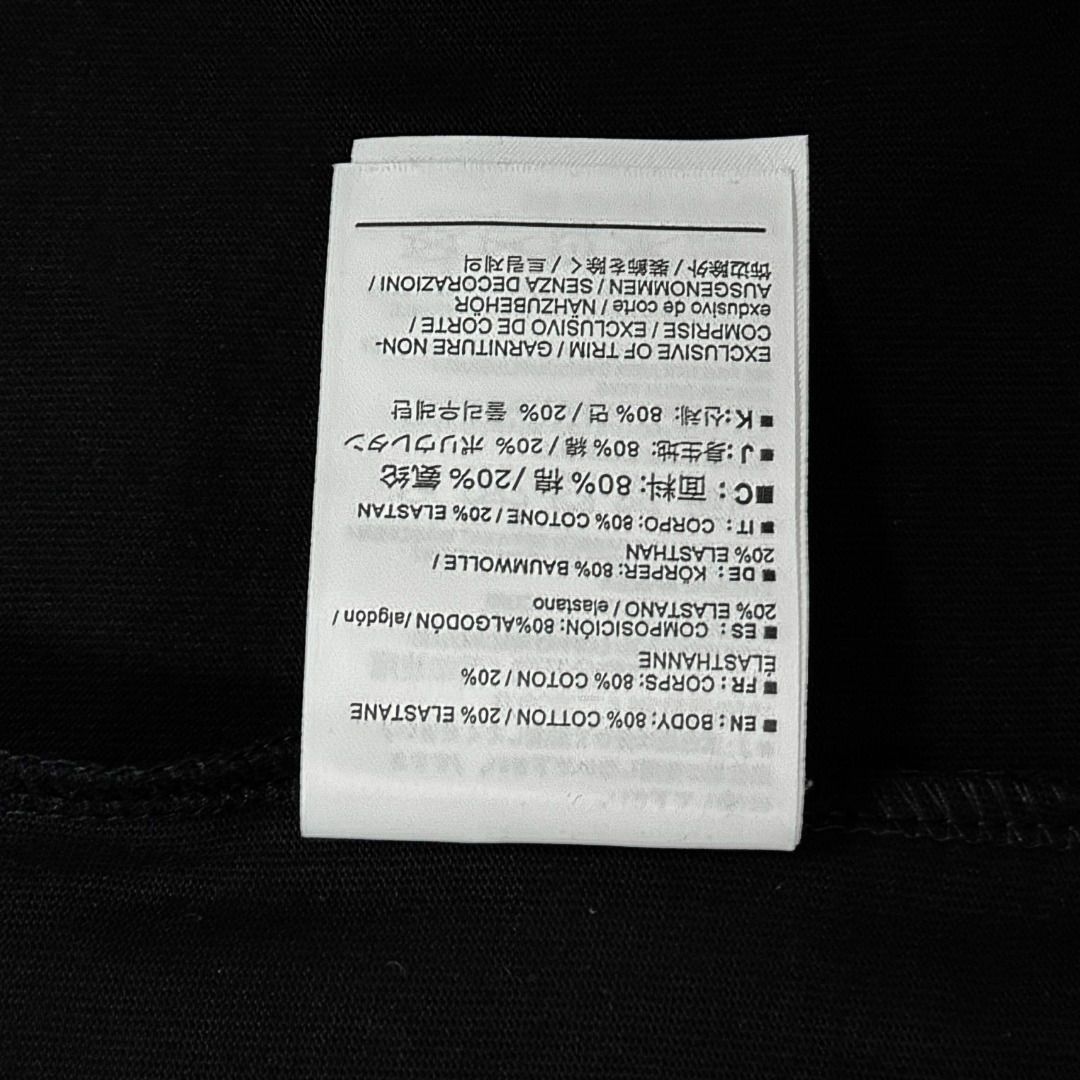 ■ EN : BODY: 80% COTTON / 20% ELASTANE
■ FR : CORPS: 80% COTON / 20%
ÉLASTHANNE
■ ES : COMPOSICIÓN: 80%ALGODÓN /algdón /
20% ELASTANO / elastano
■ DE : KÖRPER: 80% BAUMWOLLE /
20% ELASTHAN
■ IT : CORPO: 80% COTONE / 20% ELASTAN
■C : 面料: 80% 棉 /20% 氨纶
■ J : 身生地: 80% 綿 / 20% ポリウレタン
■ K : 신체: 80% 면 / 20% 폴리우레탄
EXCLUSIVE OF TRIM / GARNITURE NON-
COMPRISE / EXCLUSIVO DE CORTE /
exdusivo de corte / NÄHZUBEHÖR
AUSGENOMMEN / SENZA DECORAZIONI /
饰边除外 / 装飾を除く / 트림제외